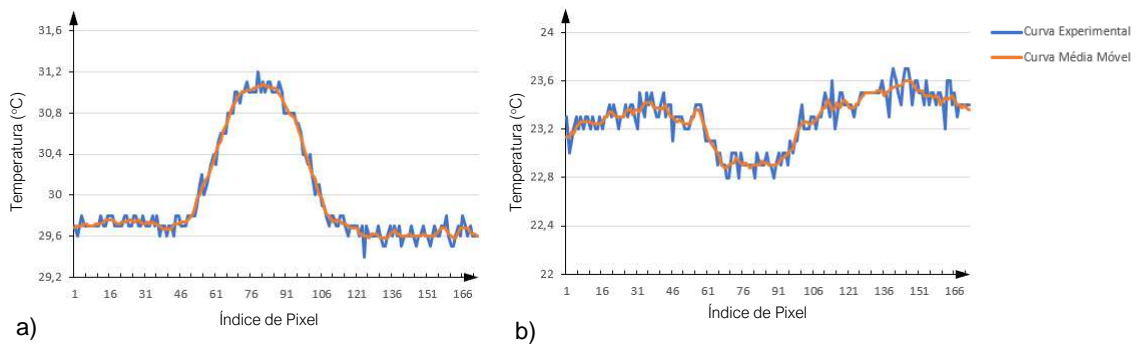 31,6
31,2
30,8
30,4
30
29,6
29,2
Temperatura (°C)
1 16 31 46 61 76 91 106 121 136 151 166
Índice de Pixel
a)
24
23,6
23,2
22,8
22,4
22
Temperatura (°C)
1 16 31 46 61 76 91 106 121 136 151 166
Índice de Pixel
b)
Curva Experimental
Curva Média Móvel